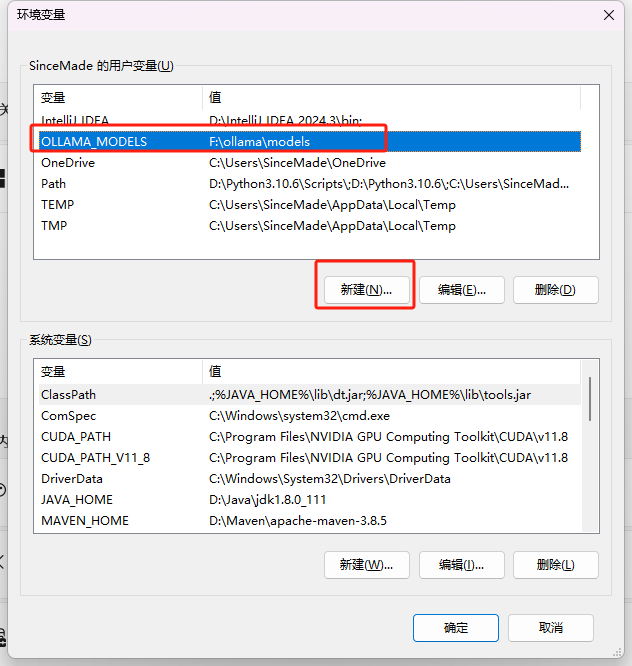 环境变量
SinceMade 的用户变量(U)
变量 值
IntelliJ IDEA D:\IntelliJ IDEA 2024.3\bin;
OLLAMA_MODELS F:\ollama\models
OneDrive C:\Users\SinceMade\OneDrive
Path D:\Python3.10.6\Scripts\;D:\Python3.10.6\;C:\Users\SinceMad...
TEMP C:\Users\SinceMade\AppData\Local\Temp
TMP C:\Users\SinceMade\AppData\Local\Temp
新建(N)... 编辑(E)... 删除(D)
系统变量(S)
变量 值
ClassPath .;%JAVA_HOME%\lib\dt.jar;%JAVA_HOME%\lib\tools.jar
ComSpec C:\Windows\system32\cmd.exe
CUDA_PATH C:\Program Files\NVIDIA GPU Computing Toolkit\CUDA\v11.8
CUDA_PATH_V11_8 C:\Program Files\NVIDIA GPU Computing Toolkit\CUDA\v11.8
DriverData C:\Windows\System32\Drivers\DriverData
JAVA_HOME D:\Java\jdk1.8.0_111
MAVEN_HOME D:\Maven\apache-maven-3.8.5
新建(W)... 编辑(I)... 删除(L)
确定 取消